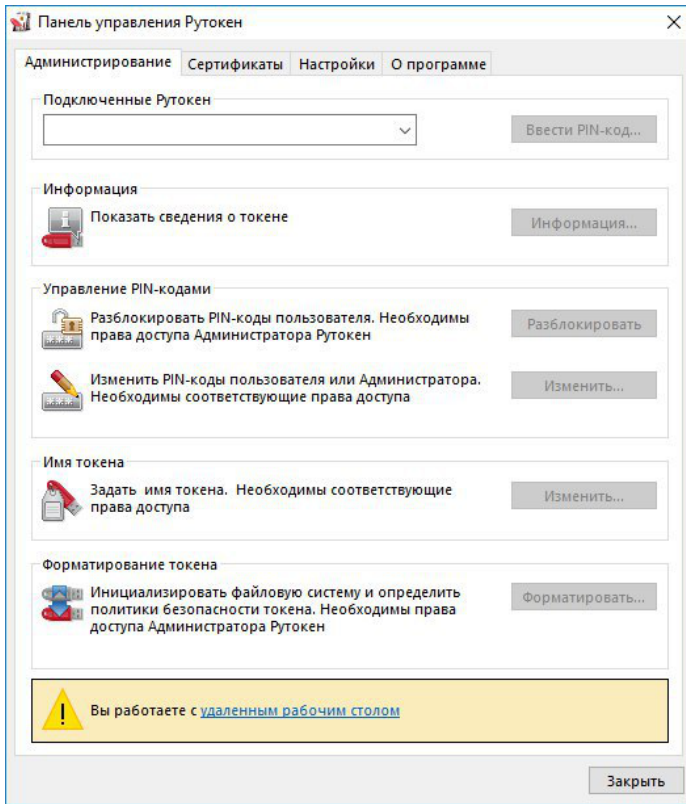 Панель управления Рутокен
Администрирование Сертификаты Настройки О программе
Подключенные Рутокен
Ввести PIN-код...
Информация
Показать сведения о токене
Информация...
Управление PIN-кодами
Разблокировать PIN-коды пользователя. Необходимы
права доступа Администратора Рутокен
Разблокировать
Изменить PIN-коды пользователя или Администратора.
Необходимы соответствующие права доступа
Изменить...
Имя токена
Задать имя токена. Необходимы соответствующие
права доступа
Изменить...
Форматирование токена
Инициализировать файловую систему и определить
политики безопасности токена. Необходимы права
доступа Администратора Рутокен
Форматировать...
Вы работаете с удаленным рабочим столом
Закрыть